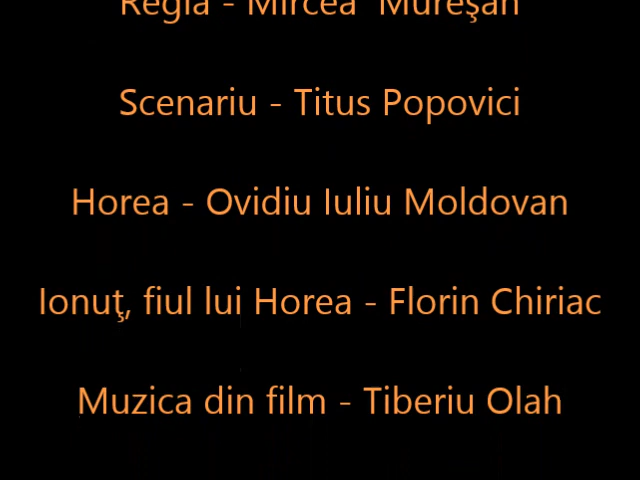 Regia - Mircea Mureşan
Scenariu - Titus Popovici
Horea - Ovidiu Iuliu Moldovan
Ionuţ, fiul lui Horea - Florin Chiriac
Muzica din film - Tiberiu Olah